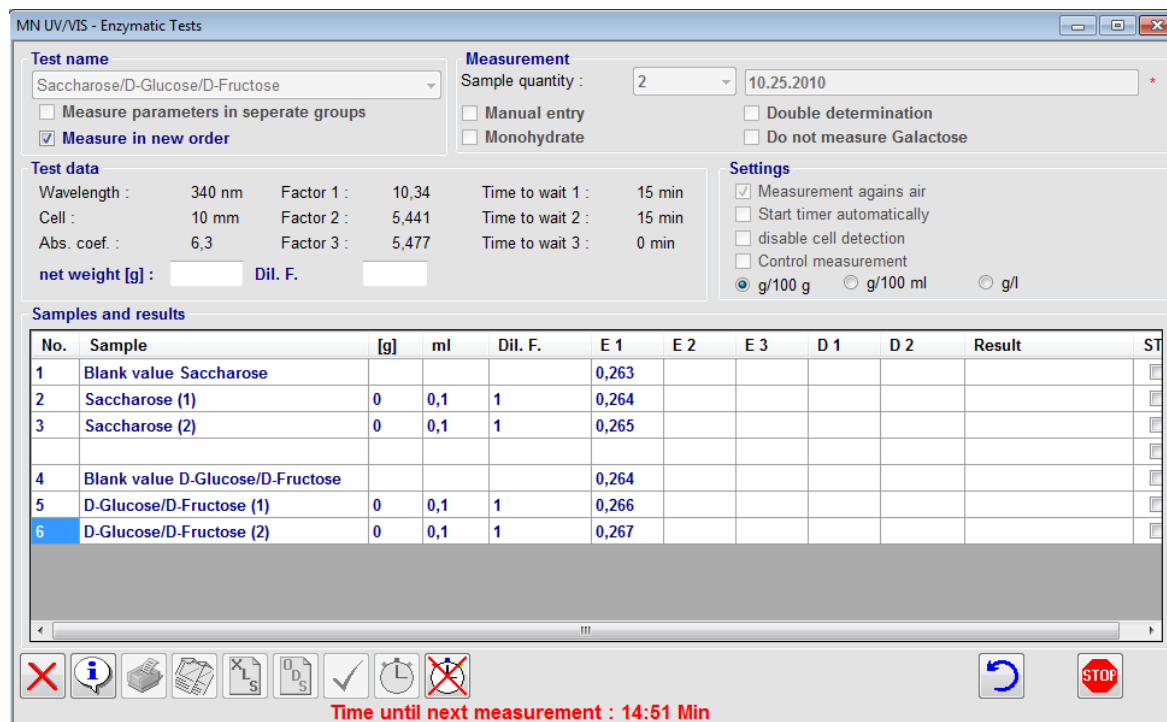 MN UV/VIS - Enzymatic Tests
Test name
Saccharose/D-Glucose/D-Fructose
Measure parameters in seperate groups
Measure in new order
Measurement
Sample quantity : 2 10.25.2010 *
Manual entry Double determination
Monohydrate Do not measure Galactose
Test data
Wavelength : 340 nm Factor 1 : 10,34 Time to wait 1 : 15 min
Cell : 10 mm Factor 2 : 5,441 Time to wait 2 : 15 min
Abs. coef. : 6,3 Factor 3 : 5,477 Time to wait 3 : 0 min
net weight [g] : Dil. F.
Settings
Measurement agains air
Start timer automatically
disable cell detection
Control measurement
g/100 g g/100 ml g/l
Samples and results
No. Sample [g] ml Dil. F. E 1 E 2 E 3 D 1 D 2 Result ST
1 Blank value Saccharose 0,263
2 Saccharose (1) 0 0,1 1 0,264
3 Saccharose (2) 0 0,1 1 0,265
4 Blank value D-Glucose/D-Fructose 0,264
5 D-Glucose/D-Fructose (1) 0 0,1 1 0,266
6 D-Glucose/D-Fructose (2) 0 0,1 1 0,267
XLS ODS STOP
Time until next measurement : 14:51 Min